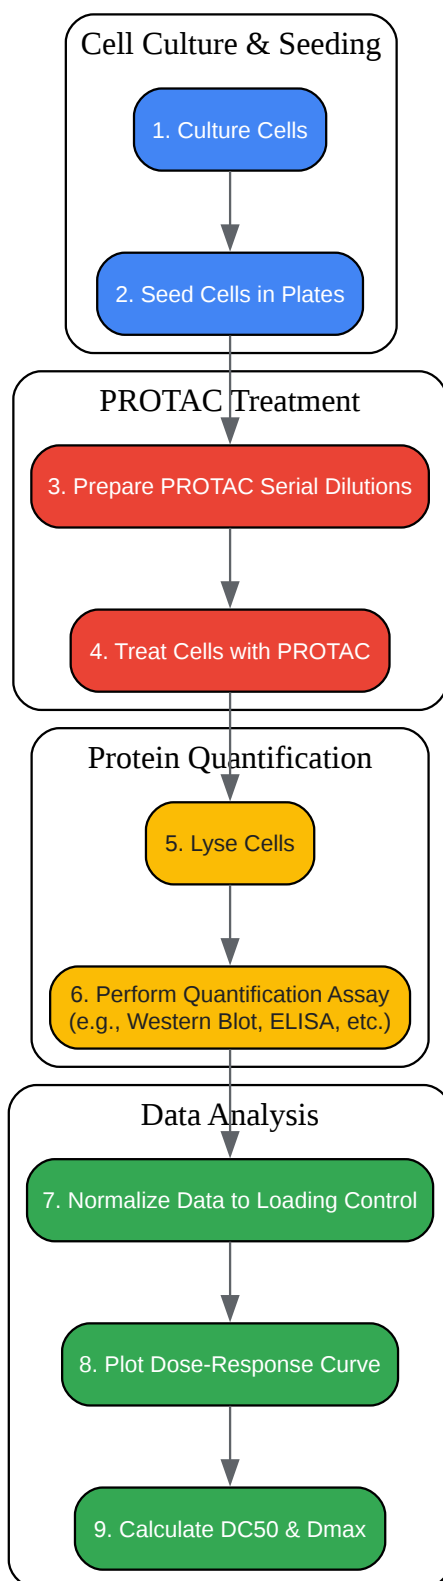 Cell Culture & Seeding
1. Culture Cells
2. Seed Cells in Plates
PROTAC Treatment
3. Prepare PROTAC Serial Dilutions
4. Treat Cells with PROTAC
Protein Quantification
5. Lyse Cells
6. Perform Quantification Assay
(e.g., Western Blot, ELISA, etc.)
Data Analysis
7. Normalize Data to Loading Control
8. Plot Dose-Response Curve
9. Calculate DC50 & Dmax